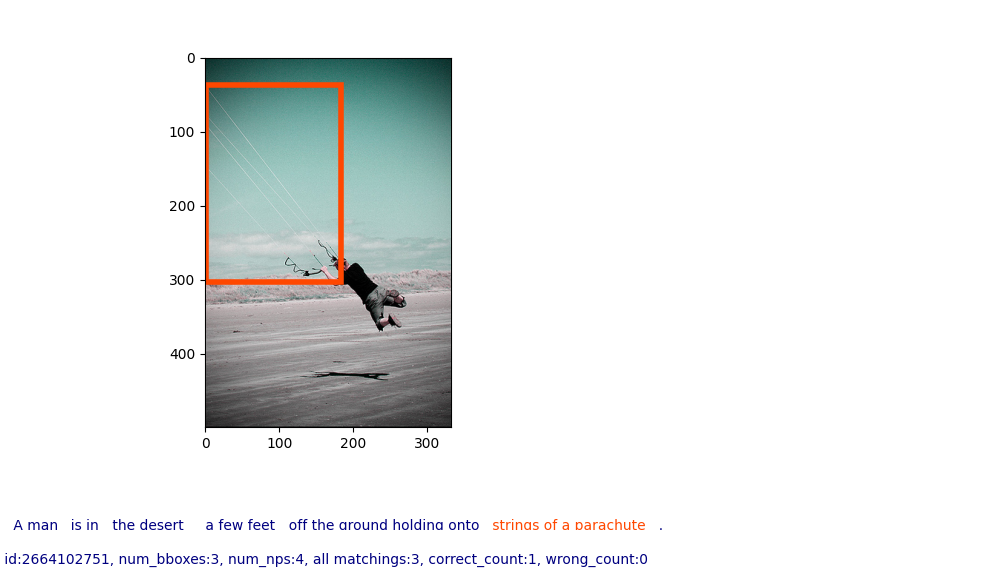 0
100
200
300
400
0 100 200 300
A man is in the desert a few feet off the ground holding onto strings of a parachute .
id:2664102751, num_bboxes:3, num_nps:4, all matchings:3, correct_count:1, wrong_count:0